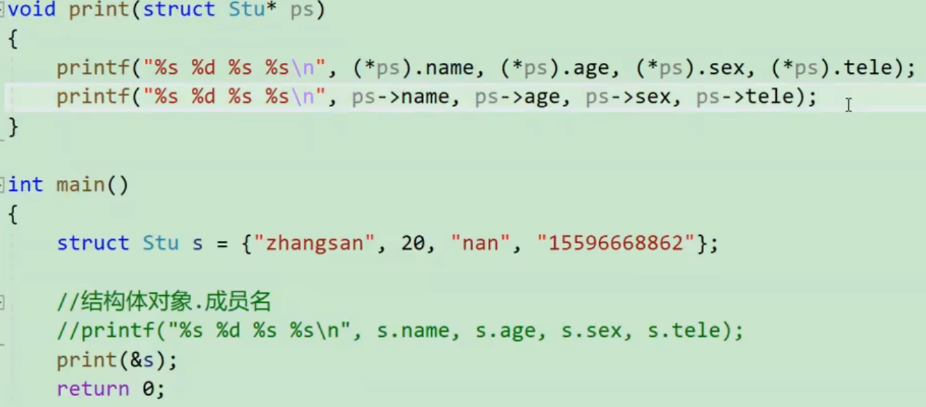 void print(struct Stu* ps)
{
    printf("%s %d %s %s\n", (*ps).name, (*ps).age, (*ps).sex, (*ps).tele);
    printf("%s %d %s %s\n", ps->name, ps->age, ps->sex, ps->tele);
}
int main()
{
    struct Stu s = {"zhangsan", 20, "nan", "15596668862"};
    //结构体对象.成员名
    //printf("%s %d %s %s\n", s.name, s.age, s.sex, s.tele);
    print(&s);
    return 0;